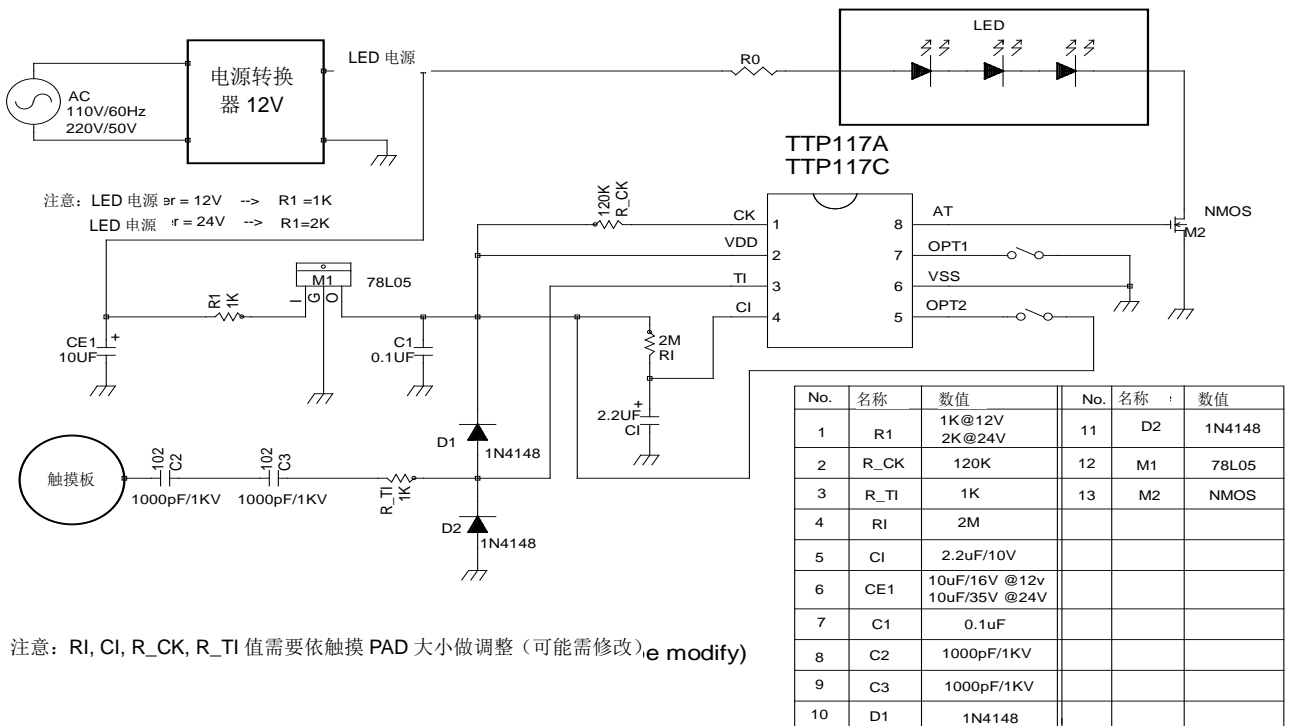 LED
LED 电源
R0
电源转换
器 12V
AC
110V/60Hz
220V/50V
TTP117A
TTP117C
注意：LED 电源 er = 12V --> R1 =1K
LED 电源 r = 24V --> R1=2K
120K
R_CK
CK
1
VDD
2
TI
3
CI
4
8
AT
7
OPT1
6
VSS
5
OPT2
NMOS
M2
M1
78L05
I
G
O
R1
1K
CE1
+
10UF
C1
0.1UF
2M
RI
+
2.2UF
CI
D1
1N4148
触摸板
102
C2
1000pF/1KV
102
C3
1000pF/1KV
R_TI
1K
D2
1N4148
No. 名称 数值 No. 名称 数值
1 R1 1K@12V 2K@24V 11 D2 1N4148
2 R_CK 120K 12 M1 78L05
3 R_TI 1K 13 M2 NMOS
4 RI 2M
5 CI 2.2uF/10V
6 CE1 10uF/16V @12v 10uF/35V @24V
7 C1 0.1uF
8 C2 1000pF/1KV
9 C3 1000pF/1KV
10 D1 1N4148
注意：RI, CI, R_CK, R_TI 值需要依触摸 PAD 大小做调整（可能需修改）e modify)